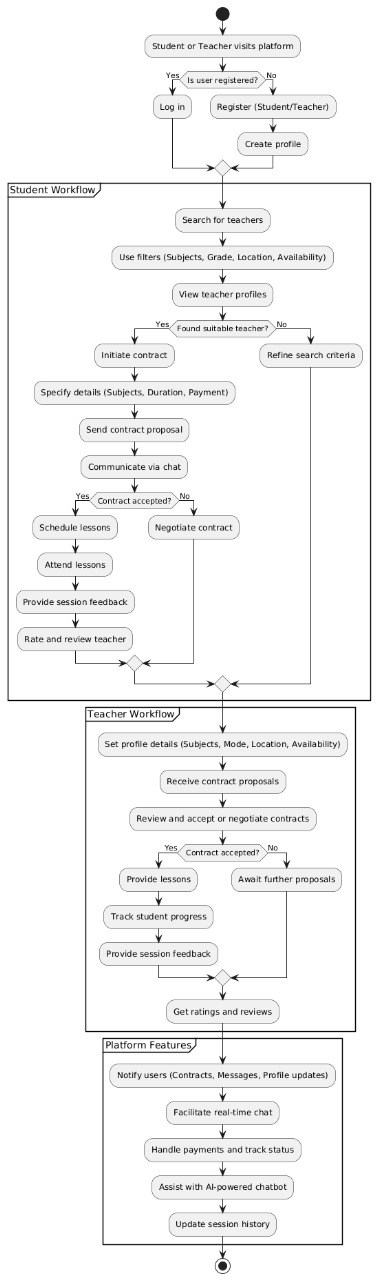 Student or Teacher visits platform
Yes
Is user registered?
No
Log in
Register (Student/Teacher)
Create profile
Student Workflow
Search for teachers
Use filters (Subjects, Grade, Location, Availability)
View teacher profiles
Yes
Found suitable teacher?
No
Initiate contract
Refine search criteria
Specify details (Subjects, Duration, Payment)
Send contract proposal
Communicate via chat
Yes
Contract accepted?
No
Schedule lessons
Negotiate contract
Attend lessons
Provide session feedback
Rate and review teacher
Teacher Workflow
Set profile details (Subjects, Mode, Location, Availability)
Receive contract proposals
Review and accept or negotiate contracts
Yes
Contract accepted?
No
Provide lessons
Await further proposals
Track student progress
Provide session feedback
Get ratings and reviews
Platform Features
Notify users (Contracts, Messages, Profile updates)
Facilitate real-time chat
Handle payments and track status
Assist with AI-powered chatbot
Update session history